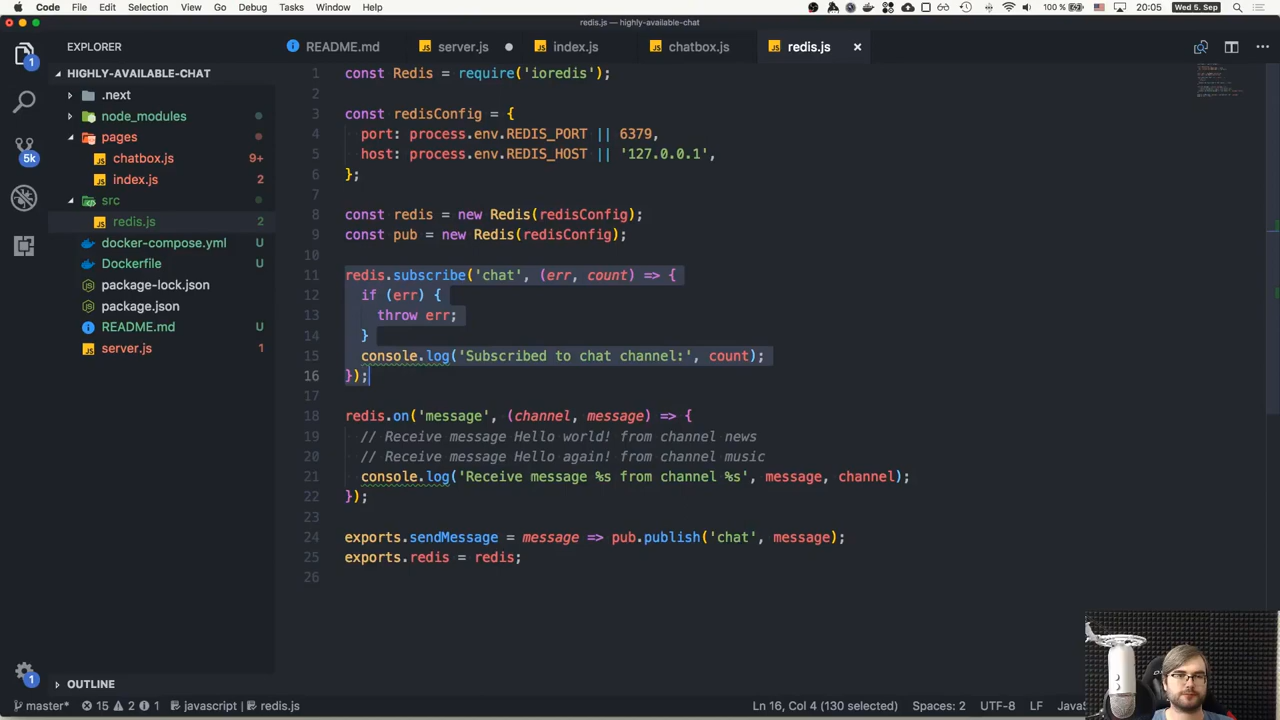 Code File Edit Selection View Go Debug Tasks Window Help 100 % 20:05 Wed 5. Sep
redis.js — highly-available-chat
EXPLORER
README.md server.js index.js chatbox.js redis.js
HIGHLY-AVAILABLE-CHAT
.next
node_modules
pages
chatbox.js 9+
index.js 2
src
redis.js 2
docker-compose.yml U
Dockerfile U
package-lock.json
package.json
README.md U
server.js 1
OUTLINE
1
5k
1
1 const Redis = require('ioredis');
2
3 const redisConfig = {
4 port: process.env.REDIS_PORT || 6379,
5 host: process.env.REDIS_HOST || '127.0.0.1',
6 };
7
8 const redis = new Redis(redisConfig);
9 const pub = new Redis(redisConfig);
10
11 redis.subscribe('chat', (err, count) => {
12 if (err) {
13 throw err;
14 }
15 console.log('Subscribed to chat channel:', count);
16 });
17
18 redis.on('message', (channel, message) => {
19 // Receive message Hello world! from channel news
20 // Receive message Hello again! from channel music
21 console.log('Receive message %s from channel %s', message, channel);
22 });
23
24 exports.sendMessage = message => pub.publish('chat', message);
25 exports.redis = redis;
26
master* 15 2 1 javascript | redis.js Ln 16, Col 4 (130 selected) Spaces: 2 UTF-8 LF